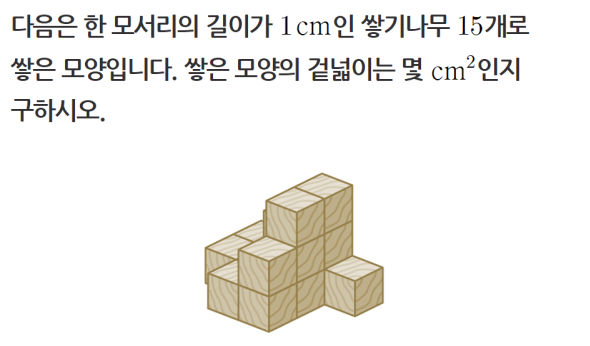 다음은 한 모서리의 길이가 1cm인 쌓기나무 15개로
쌓은 모양입니다. 쌓은 모양의 겉넓이는 몇 cm²인지
구하시오.